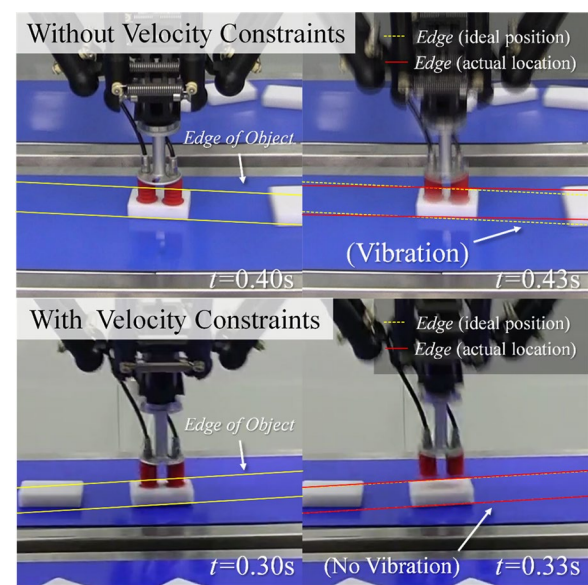 Without Velocity Constraints
Edge (ideal position)
Edge (actual location)
Edge of Object
(Vibration)
t=0.40s
t=0.43s
With Velocity Constraints
Edge (ideal position)
Edge (actual location)
Edge of Object
(No Vibration)
t=0.30s
t=0.33s